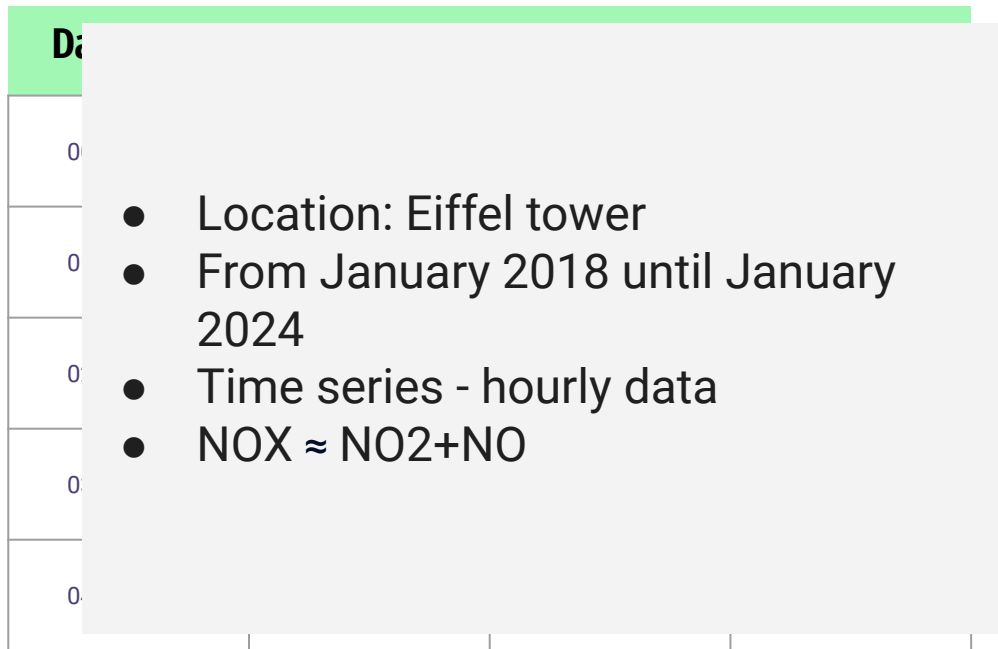 ● Location: Eiffel tower
● From January 2018 until January
2024
● Time series - hourly data
● NOX ≈ NO2+NO